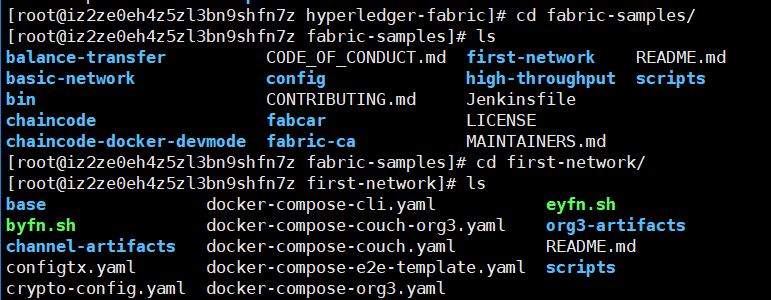 [root@iz2ze0eh4z5zl3bn9shfn7z hyperledger-fabric]# cd fabric-samples/
[root@iz2ze0eh4z5zl3bn9shfn7z fabric-samples]# ls
balance-transfer CODE_OF_CONDUCT.md first-network README.md
basic-network config high-throughput scripts
bin CONTRIBUTING.md Jenkinsfile
chaincode fabcar LICENSE
chaincode-docker-devmode fabric-ca MAINTAINERS.md
[root@iz2ze0eh4z5zl3bn9shfn7z fabric-samples]# cd first-network/
[root@iz2ze0eh4z5zl3bn9shfn7z first-network]# ls
base docker-compose-cli.yaml eyfn.sh
byfn.sh docker-compose-couch-org3.yaml org3-artifacts
channel-artifacts docker-compose-couch.yaml README.md
configtx.yaml docker-compose-e2e-template.yaml scripts
crypto-config.yaml docker-compose-org3.yaml